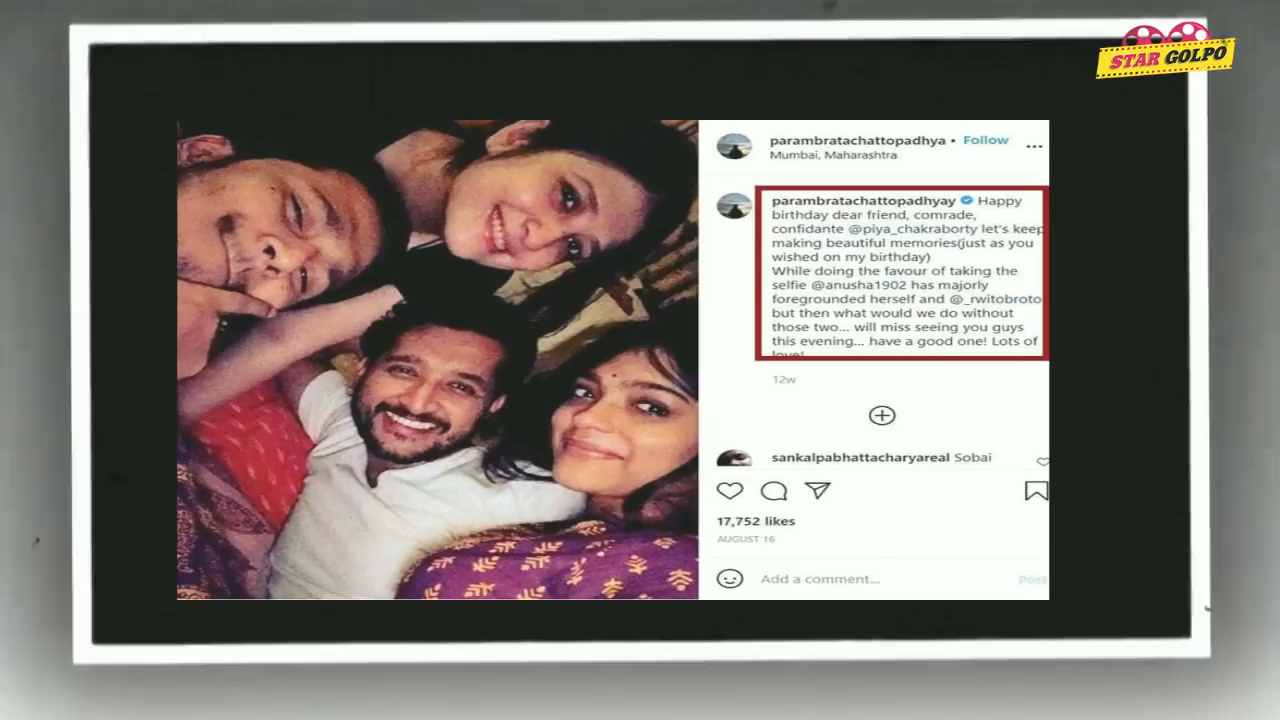 STAR GOLPO
parambratachattopadhya • Follow
Mumbai, Maharashtra
parambratachattopadhyay Happy
birthday dear friend, comrade,
confidante @piya_chakraborty let's keep
making beautiful memories(just as you
wished on my birthday)
While doing the favour of taking the
selfie @anusha1902 has majorly
foregrounded herself and @_rwitobroto
but then what would we do without
those two... will miss seeing you guys
this evening... have a good one! Lots of
love!
12w
sankalpabhattacharyareal Sobai
17,752 likes
AUGUST 16
Add a comment...
Post